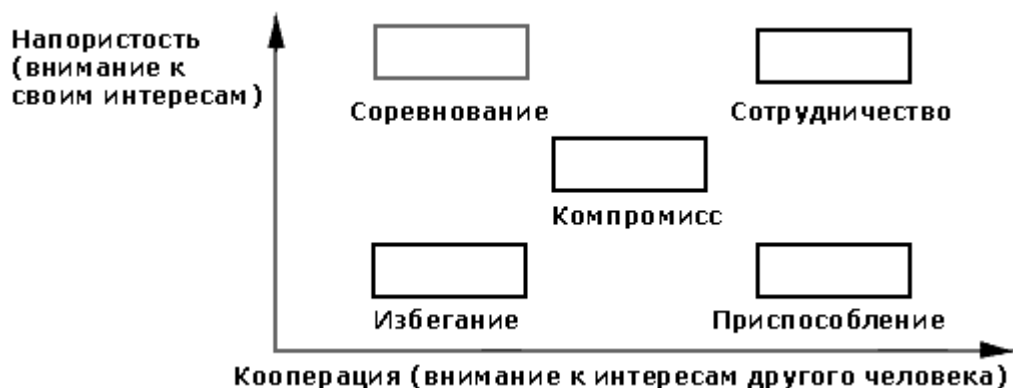 Напористость
(внимание к
своим интересам)
Соревнование
Сотрудничество
Компромисс
Избегание
Приспособление
Кооперация (внимание к интересам другого человека)